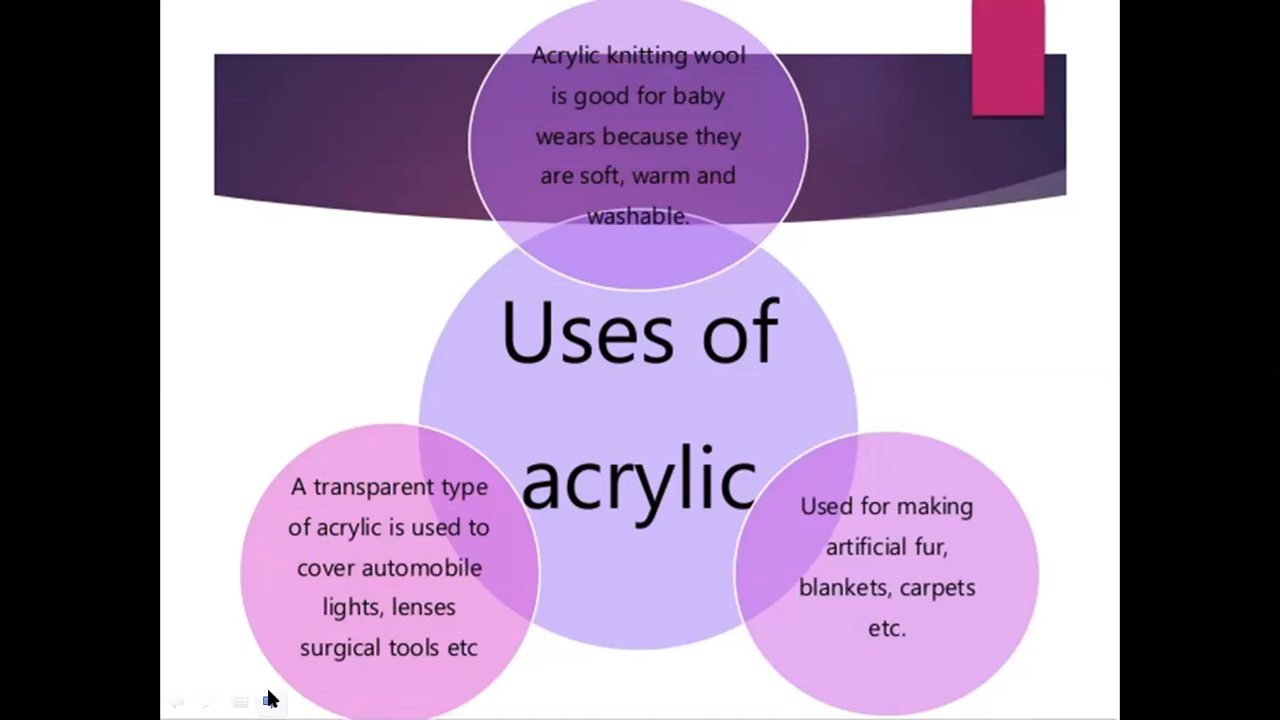 Acrylic knitting wool
is good for baby
wears because they
are soft, warm and
washable.
Uses of
acrylic
A transparent type
of acrylic is used to
cover automobile
lights, lenses
surgical tools etc
Used for making
artificial fur,
blankets, carpets
etc.